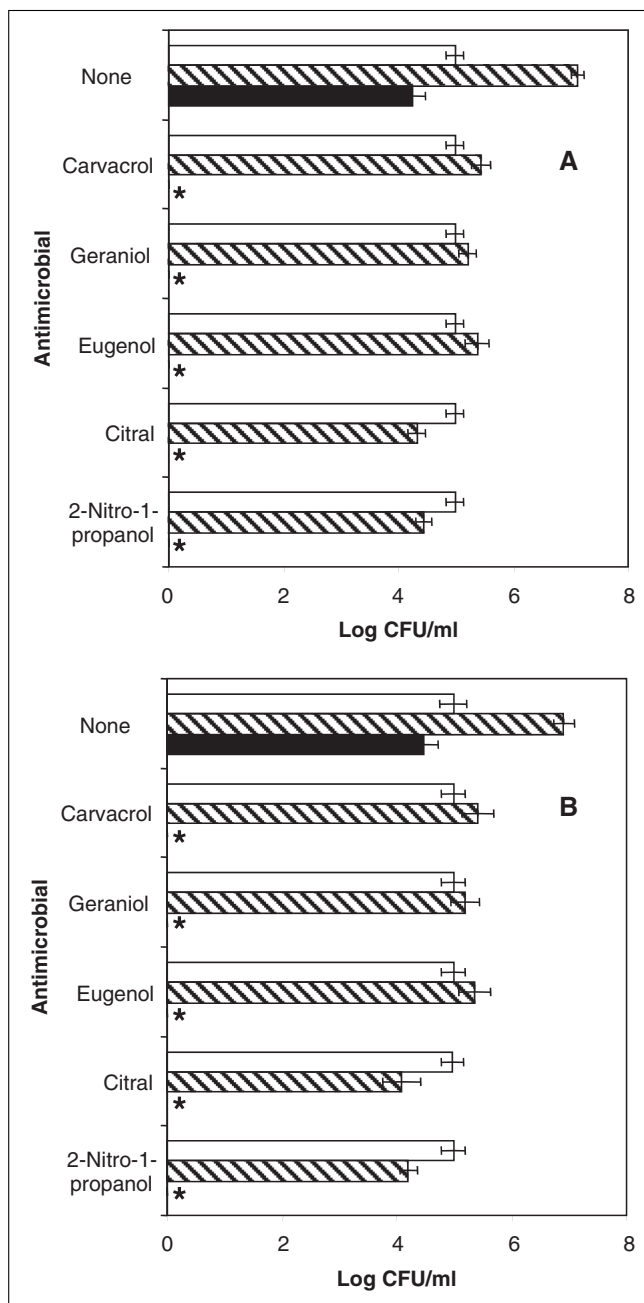 None
Carvacrol
A
Geraniol
Antimicrobial
Eugenol
Citral
2-Nitro-1-
propanol
*
*
*
*
*
0
2
4
6
8
Log CFU/ml
None
Carvacrol
B
Geraniol
Antimicrobial
Eugenol
Citral
2-Nitro-1-
propanol
*
*
*
*
*
0
2
4
6
8
Log CFU/ml